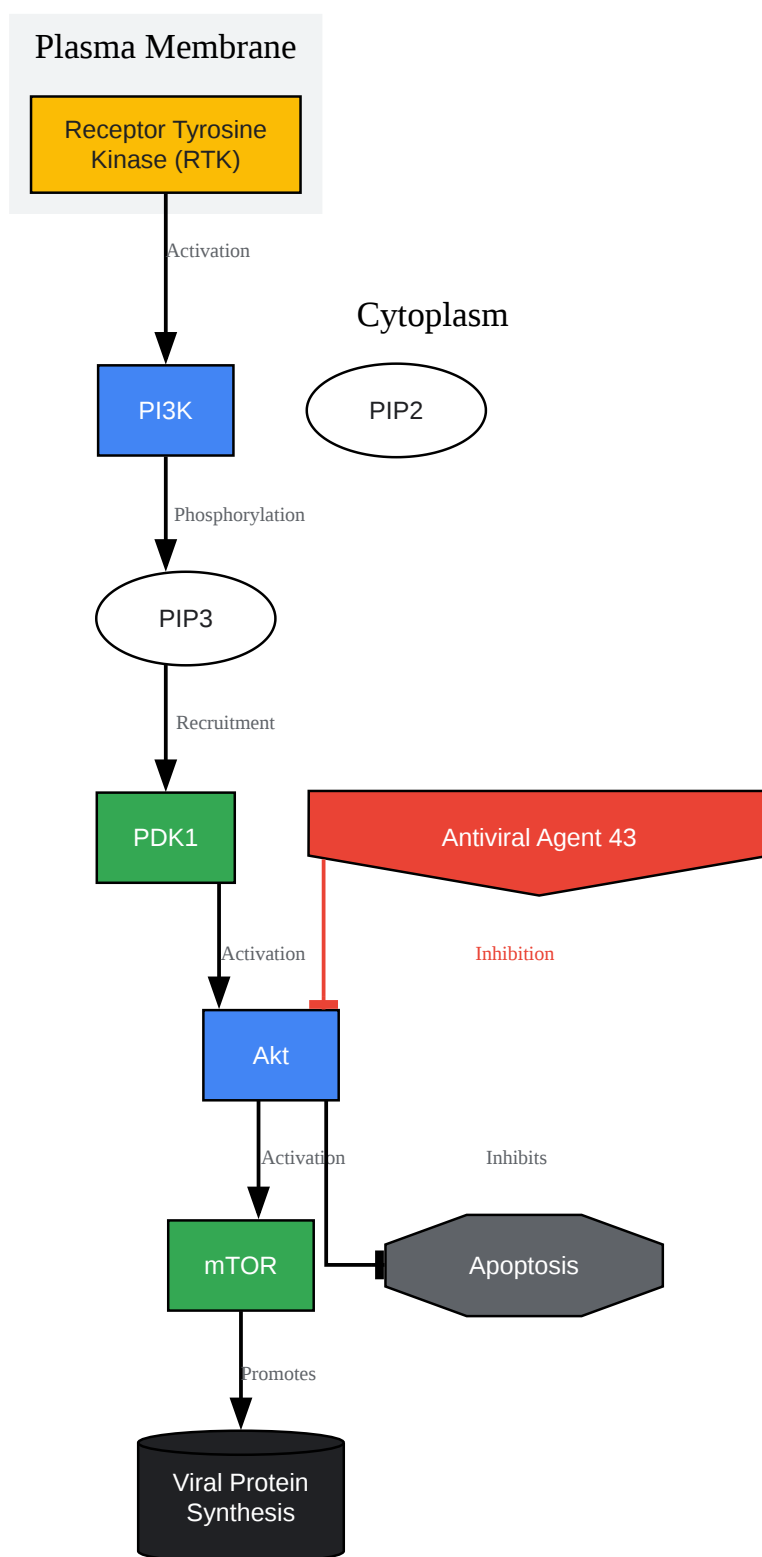 Plasma Membrane
Receptor Tyrosine
Kinase (RTK)
Activation
Cytoplasm
PI3K
PIP2
Phosphorylation
PIP3
Recruitment
PDK1
Antiviral Agent 43
Activation
Inhibition
Akt
Activation
Inhibits
mTOR
Apoptosis
Promotes
Viral Protein
Synthesis